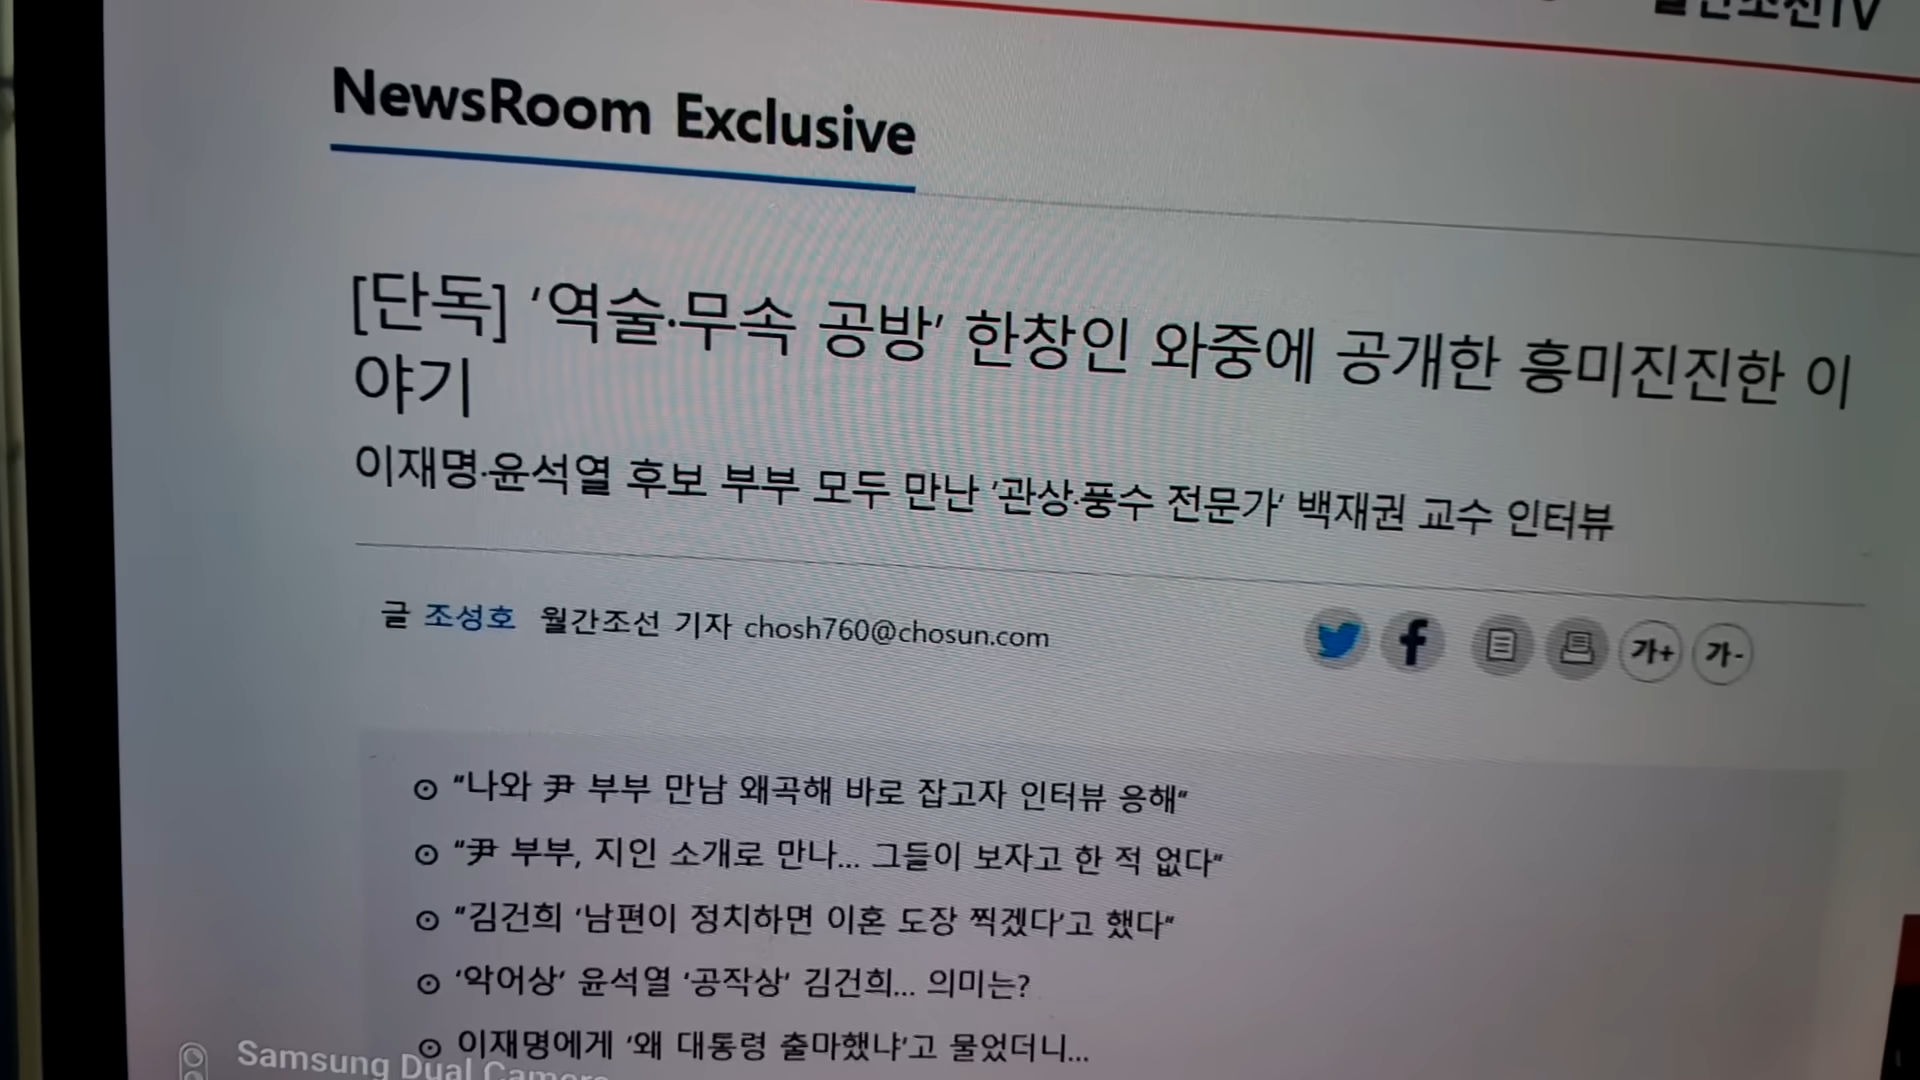 월간조선TV
NewsRoom Exclusive
[단독] '역술·무속 공방' 한창인 와중에 공개한 흥미진진한 이
야기
이재명·윤석열 후보 부부 모두 만난 '관상·풍수 전문가' 백재권 교수 인터뷰
글 조성호 월간조선 기자 chosh760@chosun.com
가+ 가-
⊙ "나와 尹 부부 만남 왜곡해 바로 잡고자 인터뷰 응해"
⊙ "尹 부부, 지인 소개로 만나... 그들이 보자고 한 적 없다"
⊙ "김건희 '남편이 정치하면 이혼 도장 찍겠다'고 했다"
⊙ '악어상' 윤석열 '공작상' 김건희... 의미는?
⊙ 이재명에게 '왜 대통령 출마했냐'고 물었더니...
Samsung Dual Camera